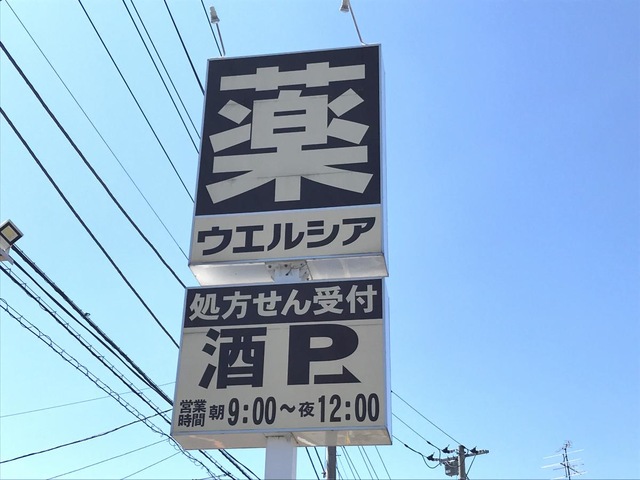 薬
ウエルシア
処方せん受付
酒 P
営業時間 朝9:00～夜12:00